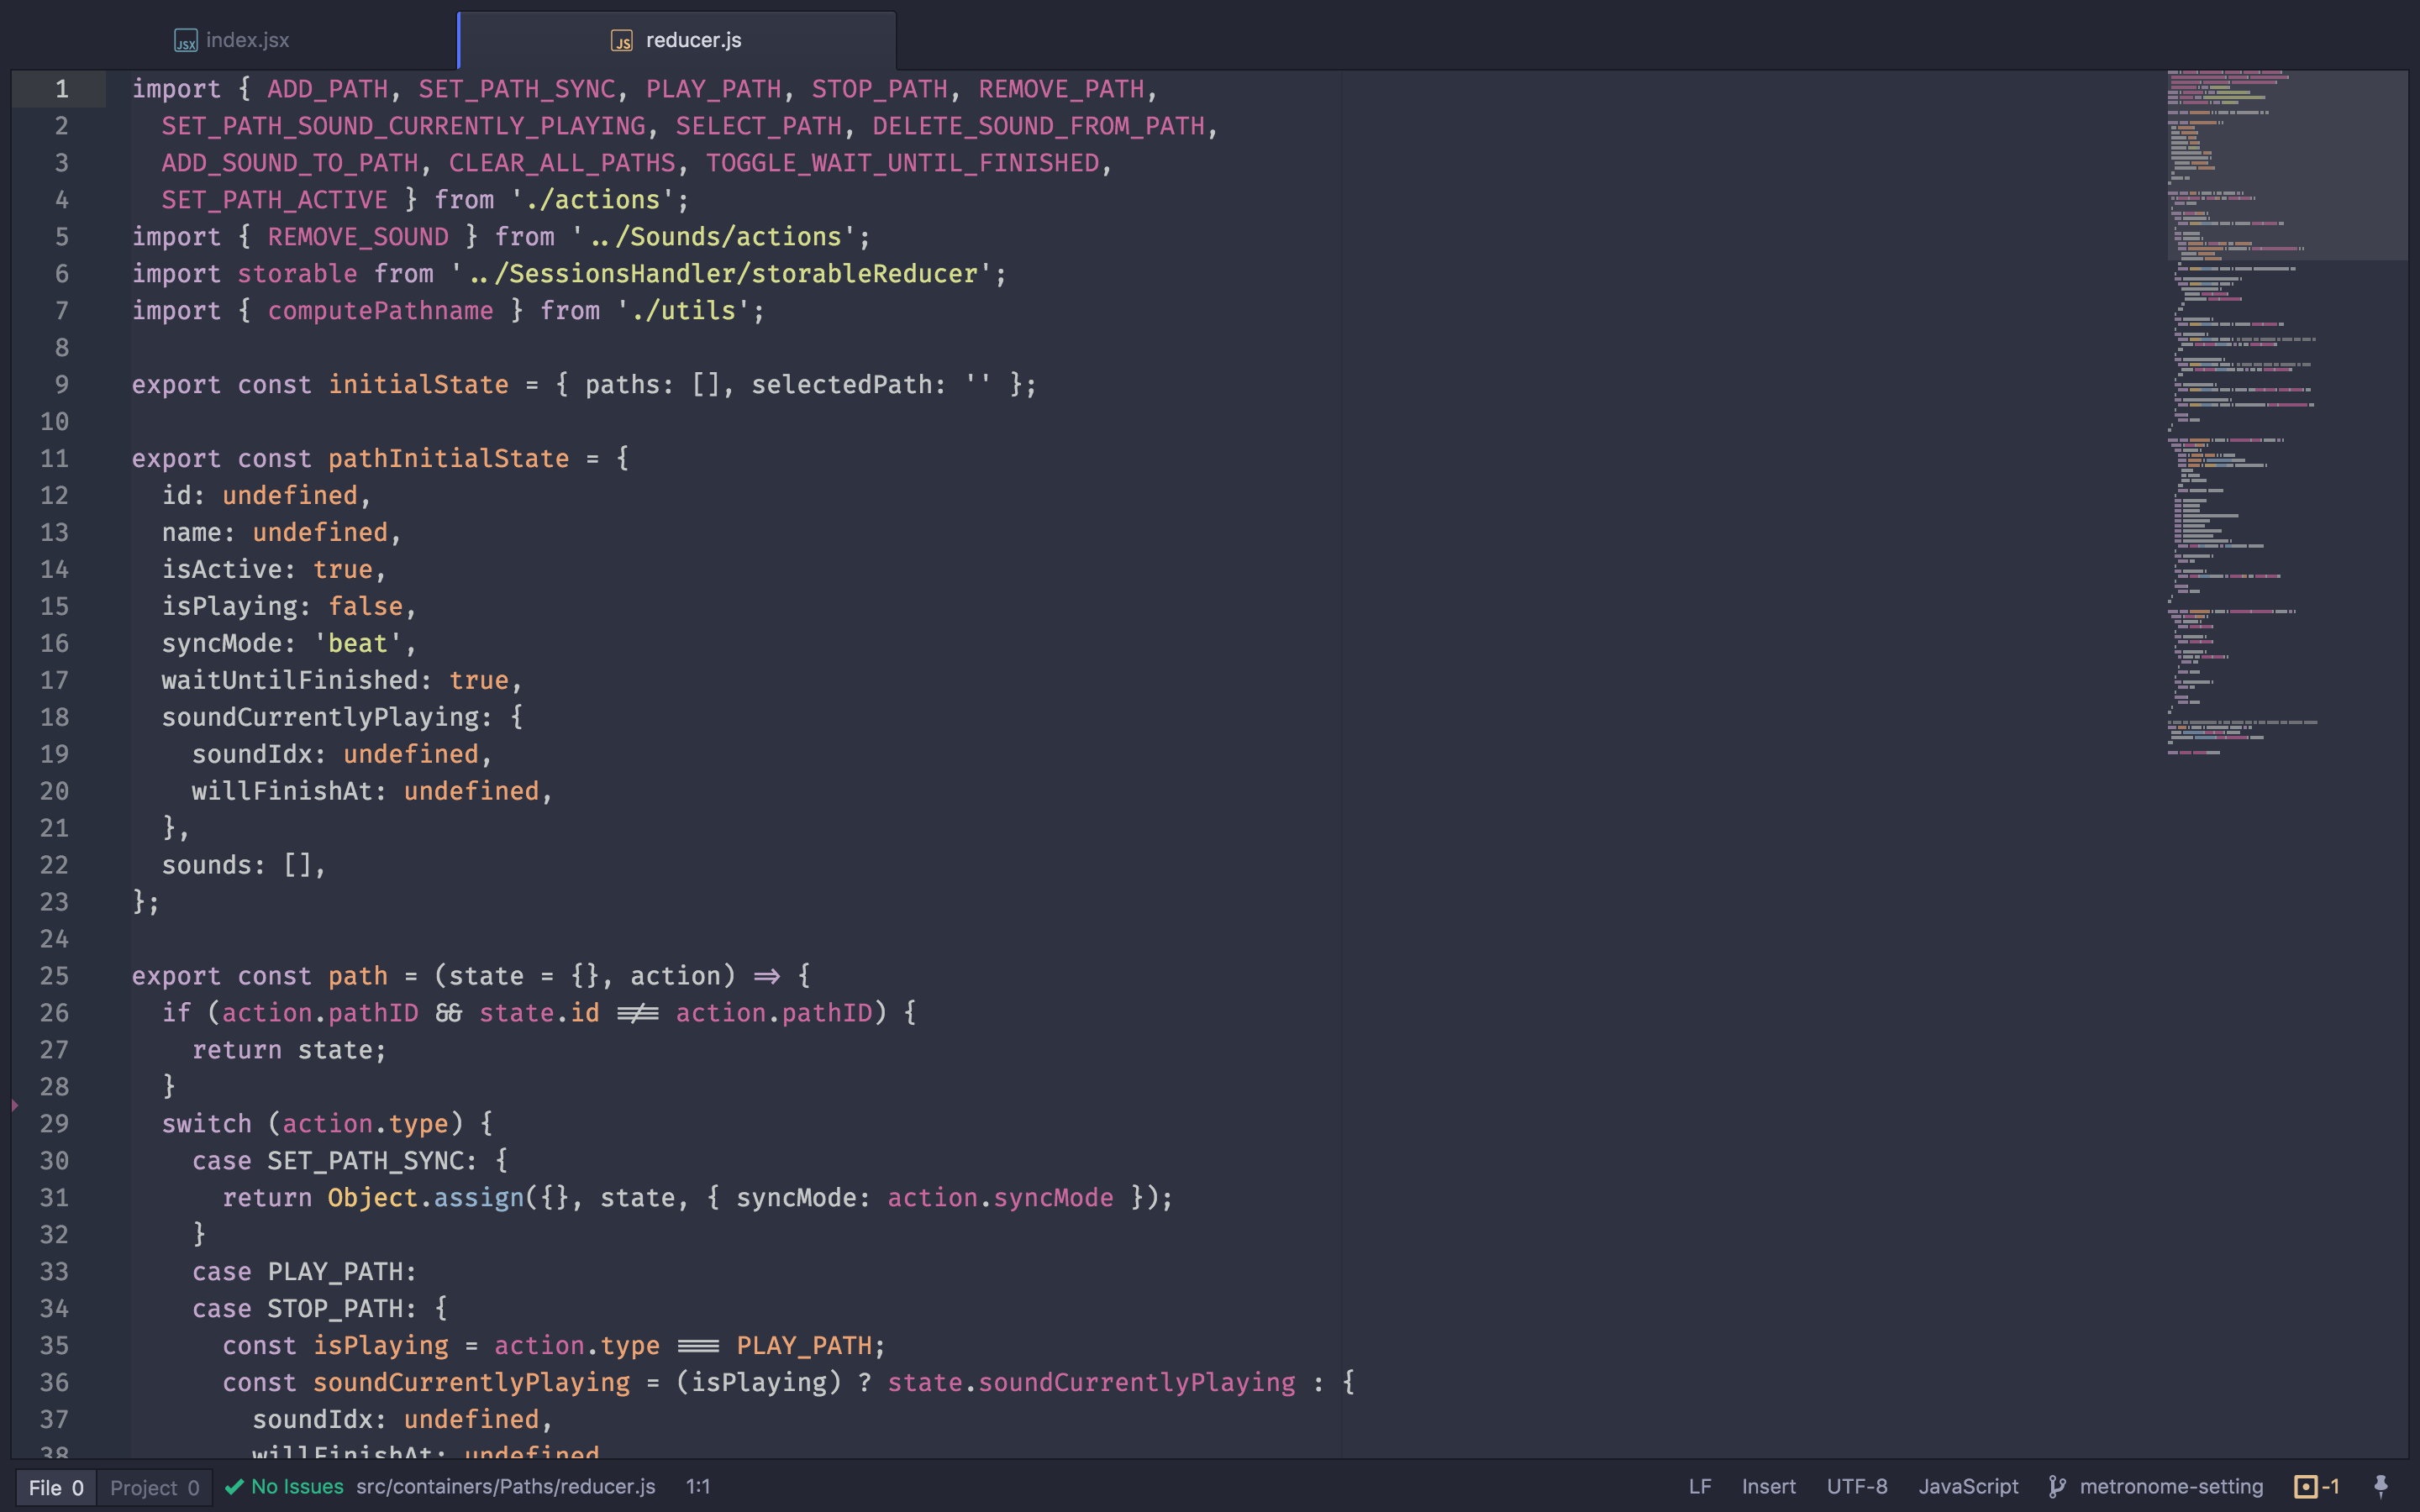 index.jsx
reducer.js
1 import { ADD_PATH, SET_PATH_SYNC, PLAY_PATH, STOP_PATH, REMOVE_PATH,
2   SET_PATH_SOUND_CURRENTLY_PLAYING, SELECT_PATH, DELETE_SOUND_FROM_PATH,
3   ADD_SOUND_TO_PATH, CLEAR_ALL_PATHS, TOGGLE_WAIT_UNTIL_FINISHED,
4   SET_PATH_ACTIVE } from './actions';
5 import { REMOVE_SOUND } from '../Sounds/actions';
6 import storable from '../SessionsHandler/storableReducer';
7 import { computePathname } from './utils';
8
9 export const initialState = { paths: [], selectedPath: '' };
10
11 export const pathInitialState = {
12   id: undefined,
13   name: undefined,
14   isActive: true,
15   isPlaying: false,
16   syncMode: 'beat',
17   waitUntilFinished: true,
18   soundCurrentlyPlaying: {
19     soundIdx: undefined,
20     willFinishAt: undefined,
21   },
22   sounds: [],
23 };
24
25 export const path = (state = {}, action) => {
26   if (action.pathID && state.id !== action.pathID) {
27     return state;
28   }
29   switch (action.type) {
30     case SET_PATH_SYNC: {
31       return Object.assign({}, state, { syncMode: action.syncMode });
32     }
33     case PLAY_PATH:
34     case STOP_PATH: {
35       const isPlaying = action.type === PLAY_PATH;
36       const soundCurrentlyPlaying = (isPlaying) ? state.soundCurrentlyPlaying : {
37         soundIdx: undefined,
38         willFinishAt: undefined
File 0 Project 0 No Issues src/containers/Paths/reducer.js 1:1 LF Insert UTF-8 JavaScript metronome-setting -1